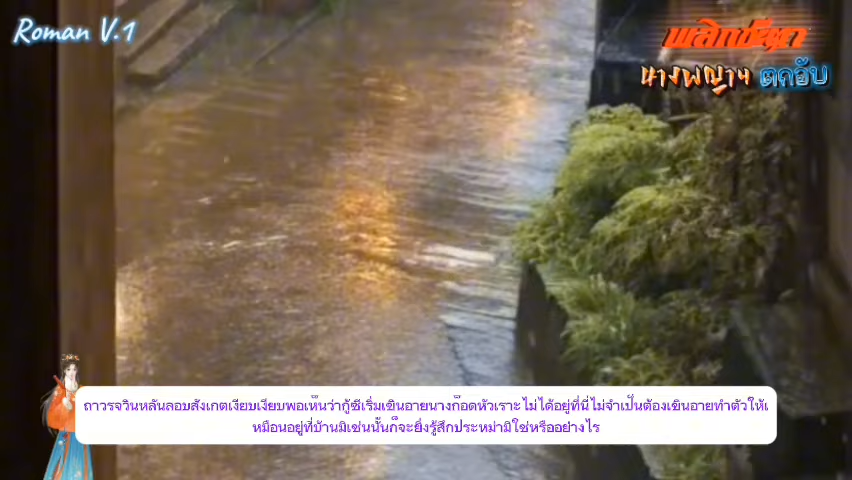 Roman V.1
พลิกชะตา
นางพญาฯ ตกอับ
ถาวรจวินหลันลอบสังเกตเงียบเงียบพอเห็นว่ากู้ซีเริ่มเขินอายนางก็อดหัวเราะไม่ได้อยู่ที่นี่ไม่จำเป็นต้องเขินอายทำตัวให้เ
หมือนอยู่ที่บ้านมิเช่นนั้นก็จะยิ่งรู้สึกประหม่ามิใช่หรืออย่างไร